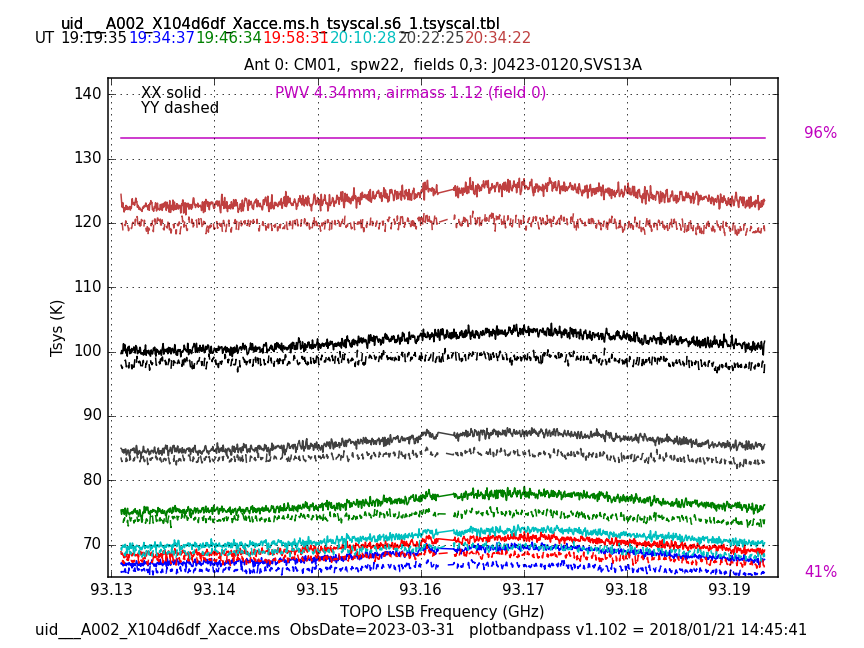 uid___A002_X104d6df_Xacce.ms.h_tsyscal.s6_1.tsyscal.tbl
UT 19:19:35 19:34:37 19:46:34 19:58:31 20:10:28 20:22:25 20:34:22
Ant 0: CM01,  spw22,  fields 0,3: J0423-0120,SVS13A
XX solid
YY dashed
PWV 4.34mm, airmass 1.12 (field 0)
96%
41%
140
130
120
110
100
90
80
70
Tsys (K)
93.13 93.14 93.15 93.16 93.17 93.18 93.19
TOPO LSB Frequency (GHz)
uid___A002_X104d6df_Xacce.ms  ObsDate=2023-03-31  plotbandpass v1.102 = 2018/01/21 14:45:41